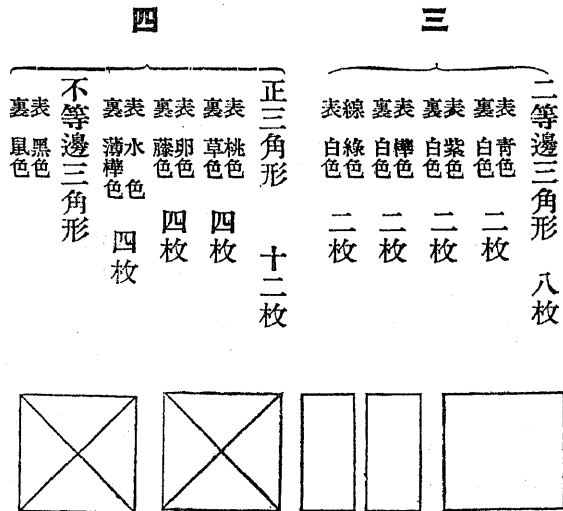 三
二等邊三角形 八枚
表 青色
裏 白色 二枚
表 紫色
裏 白色 二枚
表 樺色
裏 白色 二枚
線 綠色
表 白色 二枚
四
正三角形 十二枚
表 桃色
裏 草色 四枚
表 卵色
裏 藤色 四枚
表 水色
裏 薄樺色 四枚
不等邊三角形
表 黑色
裏 鼠色